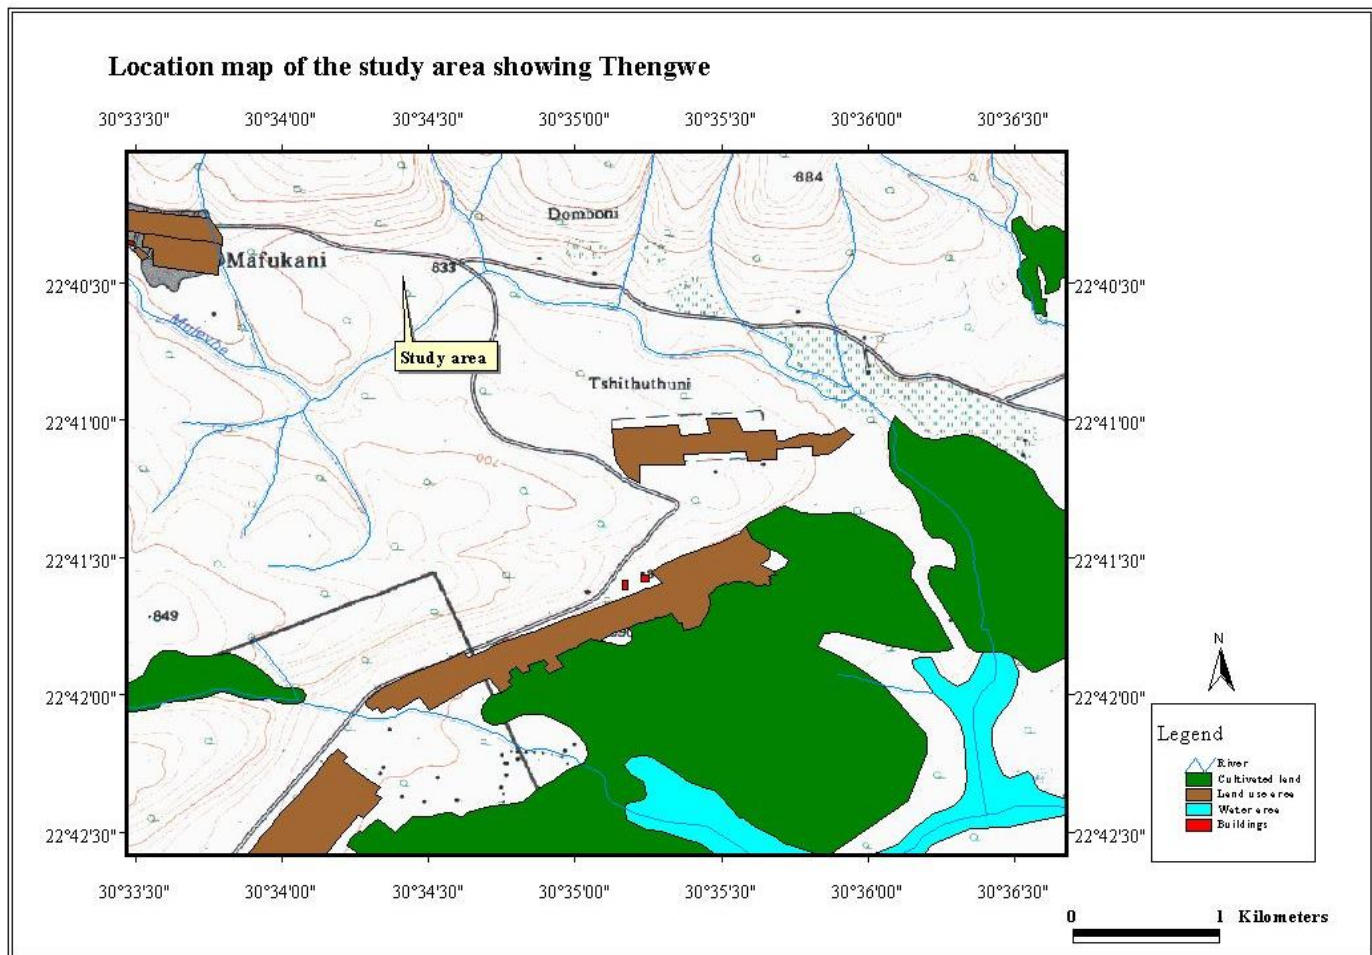 Location map of the study area showing Thengwe
30°33'30" 30°34'00" 30°34'30" 30°35'00" 30°35'30" 30°36'00" 30°36'30"
·884
Domboni
Mafukani
833
22°40'30" 22°40'30"
Study area
Tshithuthuni
22°41'00" 22°41'00"
700
22°41'30" 22°41'30"
·849
22°42'00" 22°42'00"
N
Legend
River
Cultivated land
Land use area
Water area
Buildings
22°42'30" 22°42'30"
30°33'30" 30°34'00" 30°34'30" 30°35'00" 30°35'30" 30°36'00" 30°36'30"
0 1 Kilometers